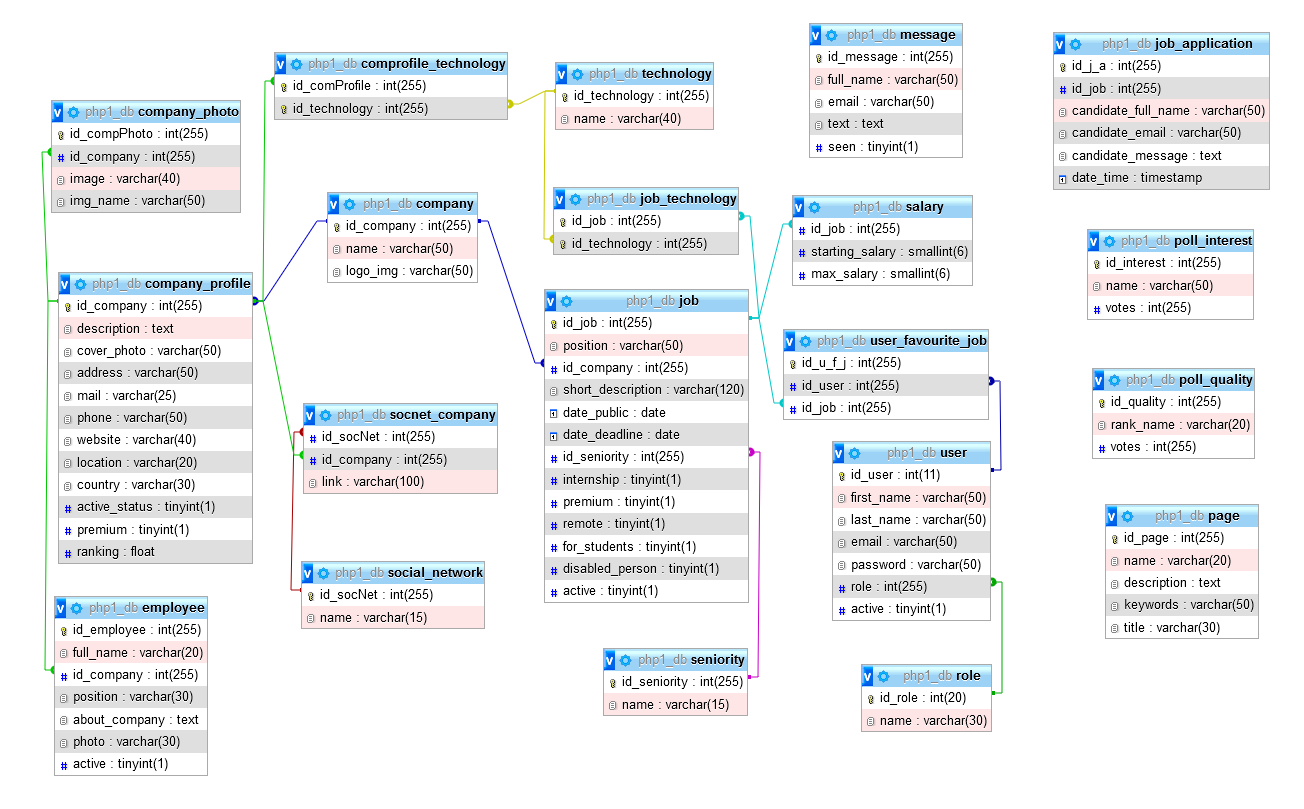 v php1_db company_photo
id_compPhoto : int(255)
# id_company : int(255)
image : varchar(40)
img_name : varchar(50)
v php1_db company_profile
id_company : int(255)
description : text
cover_photo : varchar(50)
address : varchar(50)
mail : varchar(25)
phone : varchar(50)
website : varchar(40)
location : varchar(20)
country : varchar(30)
# active_status : tinyint(1)
# premium : tinyint(1)
# ranking : float
v php1_db employee
id_employee : int(255)
full_name : varchar(20)
# id_company : int(255)
position : varchar(30)
about_company : text
photo : varchar(30)
# active : tinyint(1)
v php1_db comprofile_technology
id_comProfile : int(255)
id_technology : int(255)
v php1_db company
id_company : int(255)
name : varchar(50)
logo_img : varchar(50)
v php1_db socnet_company
# id_socNet : int(255)
# id_company : int(255)
link : varchar(100)
v php1_db social_network
id_socNet : int(255)
name : varchar(15)
v php1_db technology
id_technology : int(255)
name : varchar(40)
v php1_db job_technology
id_job : int(255)
id_technology : int(255)
v php1_db job
id_job : int(255)
position : varchar(50)
# id_company : int(255)
short_description : varchar(120)
date_public : date
date_deadline : date
# id_seniority : int(255)
# internship : tinyint(1)
# premium : tinyint(1)
# remote : tinyint(1)
# for_students : tinyint(1)
# disabled_person : tinyint(1)
# active : tinyint(1)
v php1_db seniority
id_seniority : int(255)
name : varchar(15)
v php1_db message
id_message : int(255)
full_name : varchar(50)
email : varchar(50)
text : text
# seen : tinyint(1)
v php1_db salary
# id_job : int(255)
# starting_salary : smallint(6)
# max_salary : smallint(6)
v php1_db user_favourite_job
id_u_f_j : int(255)
# id_user : int(255)
# id_job : int(255)
v php1_db user
id_user : int(11)
first_name : varchar(50)
last_name : varchar(50)
email : varchar(50)
password : varchar(50)
# role : int(255)
# active : tinyint(1)
v php1_db role
id_role : int(20)
name : varchar(30)
v php1_db job_application
id_j_a : int(255)
# id_job : int(255)
candidate_full_name : varchar(50)
candidate_email : varchar(50)
candidate_message : text
date_time : timestamp
v php1_db poll_interest
id_interest : int(255)
name : varchar(50)
# votes : int(255)
v php1_db poll_quality
id_quality : int(255)
rank_name : varchar(20)
# votes : int(255)
v php1_db page
id_page : int(255)
name : varchar(20)
description : text
keywords : varchar(50)
title : varchar(30)